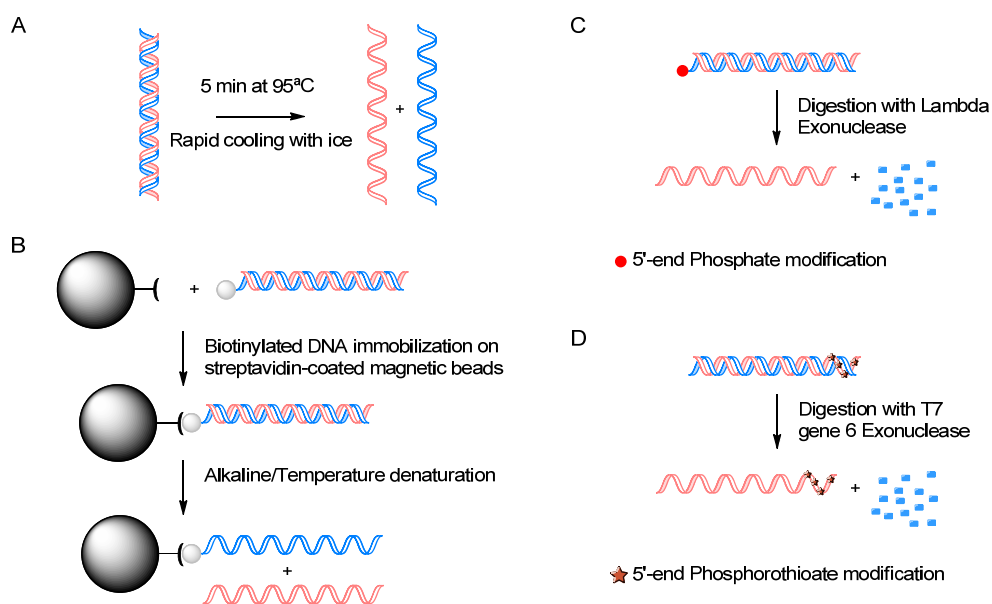 A
5 min at 95ªC
+
Rapid cooling with ice
B
+
Biotinylated DNA immobilization on
streptavidin-coated magnetic beads
Alkaline/Temperature denaturation
+
C
Digestion with Lambda
Exonuclease
+
5'-end Phosphate modification
D
Digestion with T7
gene 6 Exonuclease
+
5'-end Phosphorothioate modification